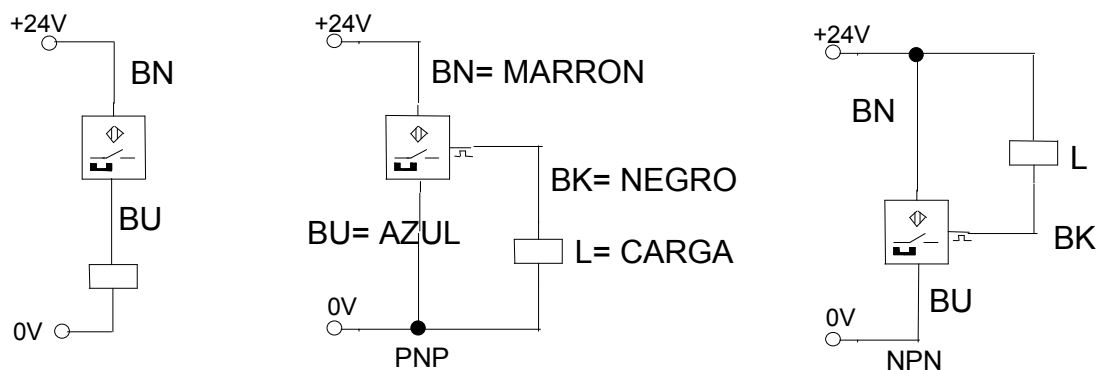 +24V
BN
BU
0V
+24V
BN= MARRON
BK= NEGRO
BU= AZUL
L= CARGA
0V
PNP
+24V
BN
L
BK
BU
0V
NPN